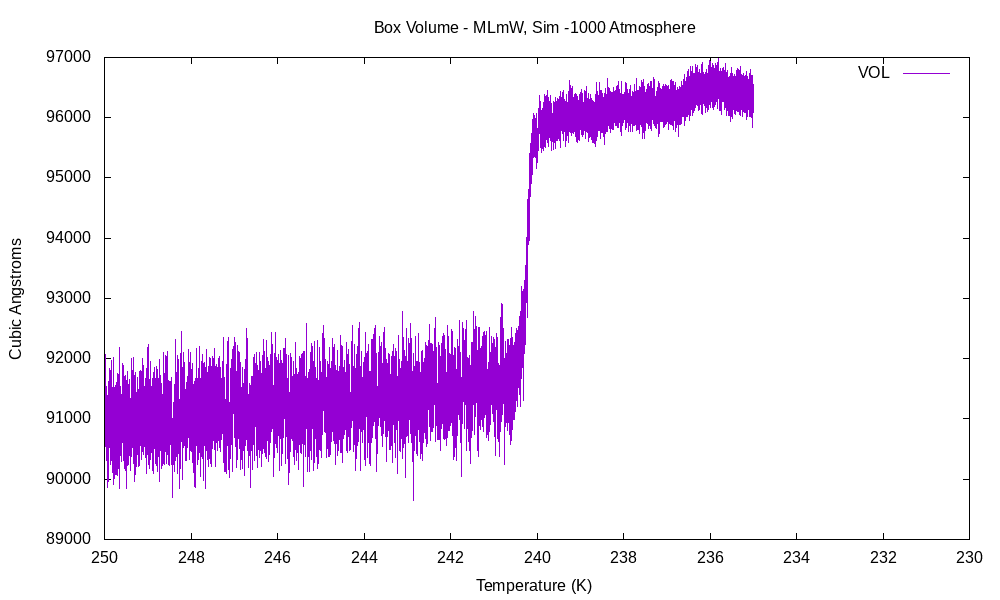 Box Volume - MLmW, Sim -1000 Atmosphere
97000
VOL
96000
95000
94000
93000
92000
91000
90000
89000
Cubic Angstroms
250 248 246 244 242 240 238 236 234 232 230
Temperature (K)